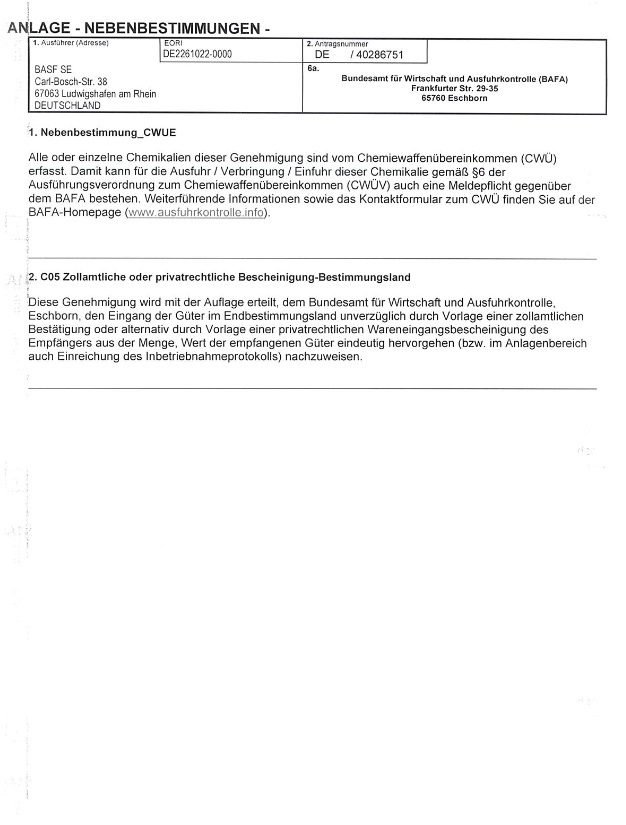 ANLAGE - NEBENBESTIMMUNGEN -
1. Ausführer (Adresse)
EORI
DE2261022-0000
2. Antragsnummer
DE / 40286751
BASF SE
Carl-Bosch-Str. 38
67063 Ludwigshafen am Rhein
DEUTSCHLAND
6a.
Bundesamt für Wirtschaft und Ausfuhrkontrolle (BAFA)
Frankfurter Str. 29-35
65760 Eschborn
1. Nebenbestimmung_CWUE
Alle oder einzelne Chemikalien dieser Genehmigung sind vom Chemiewaffenübereinkommen (CWÜ)
erfasst. Damit kann für die Ausfuhr / Verbringung / Einfuhr dieser Chemikalie gemäß §6 der
Ausführungsverordnung zum Chemiewaffenübereinkommen (CWÜV) auch eine Meldepflicht gegenüber
dem BAFA bestehen. Weiterführende Informationen sowie das Kontaktformular zum CWÜ finden Sie auf der
BAFA-Homepage (www.ausfuhrkontrolle.info).
2. C05 Zollamtliche oder privatrechtliche Bescheinigung-Bestimmungsland
Diese Genehmigung wird mit der Auflage erteilt, dem Bundesamt für Wirtschaft und Ausfuhrkontrolle,
Eschborn, den Eingang der Güter im Endbestimmungsland unverzüglich durch Vorlage einer zollamtlichen
Bestätigung oder alternativ durch Vorlage einer privatrechtlichen Wareneingangsbescheinigung des
Empfängers aus der Menge, Wert der empfangenen Güter eindeutig hervorgehen (bzw. im Anlagenbereich
auch Einreichung des Inbetriebnahmeprotokolls) nachzuweisen.